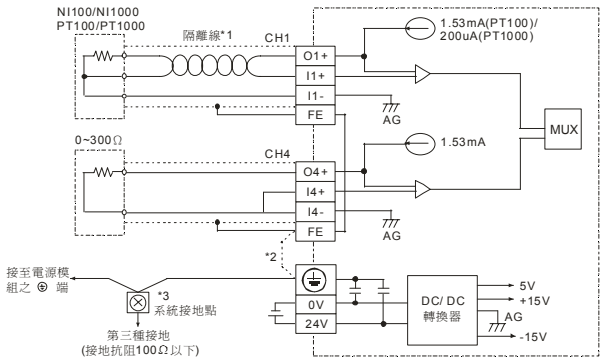 NI100/NI1000
PT100/PT1000
隔離線*1
CH1
1.53mA(PT100)/
200uA(PT1000)
O1+
I1+
I1-
FE
AG
MUX
0~300Ω
CH4
1.53mA
O4+
I4+
I4-
FE
AG
*2
接至電源模
組之 端
*3
系統接地點
第三種接地
(接地抗阻100Ω以下)
0V
24V
DC/DC
轉換器
5V
+15V
AG
-15V